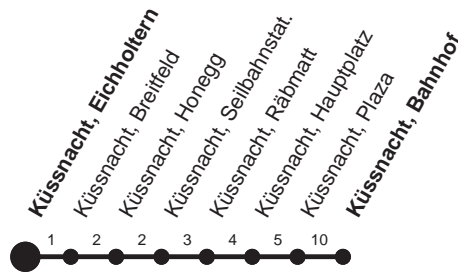 Küssnacht, Eichholtern
Küssnacht, Breitfeld
Küssnacht, Honegg
Küssnacht, Seilbahnstat.
Küssnacht, Räbmatt
Küssnacht, Hauptplatz
Küssnacht, Plaza
Küssnacht, Bahnhof
1 2 2 3 4 5 10